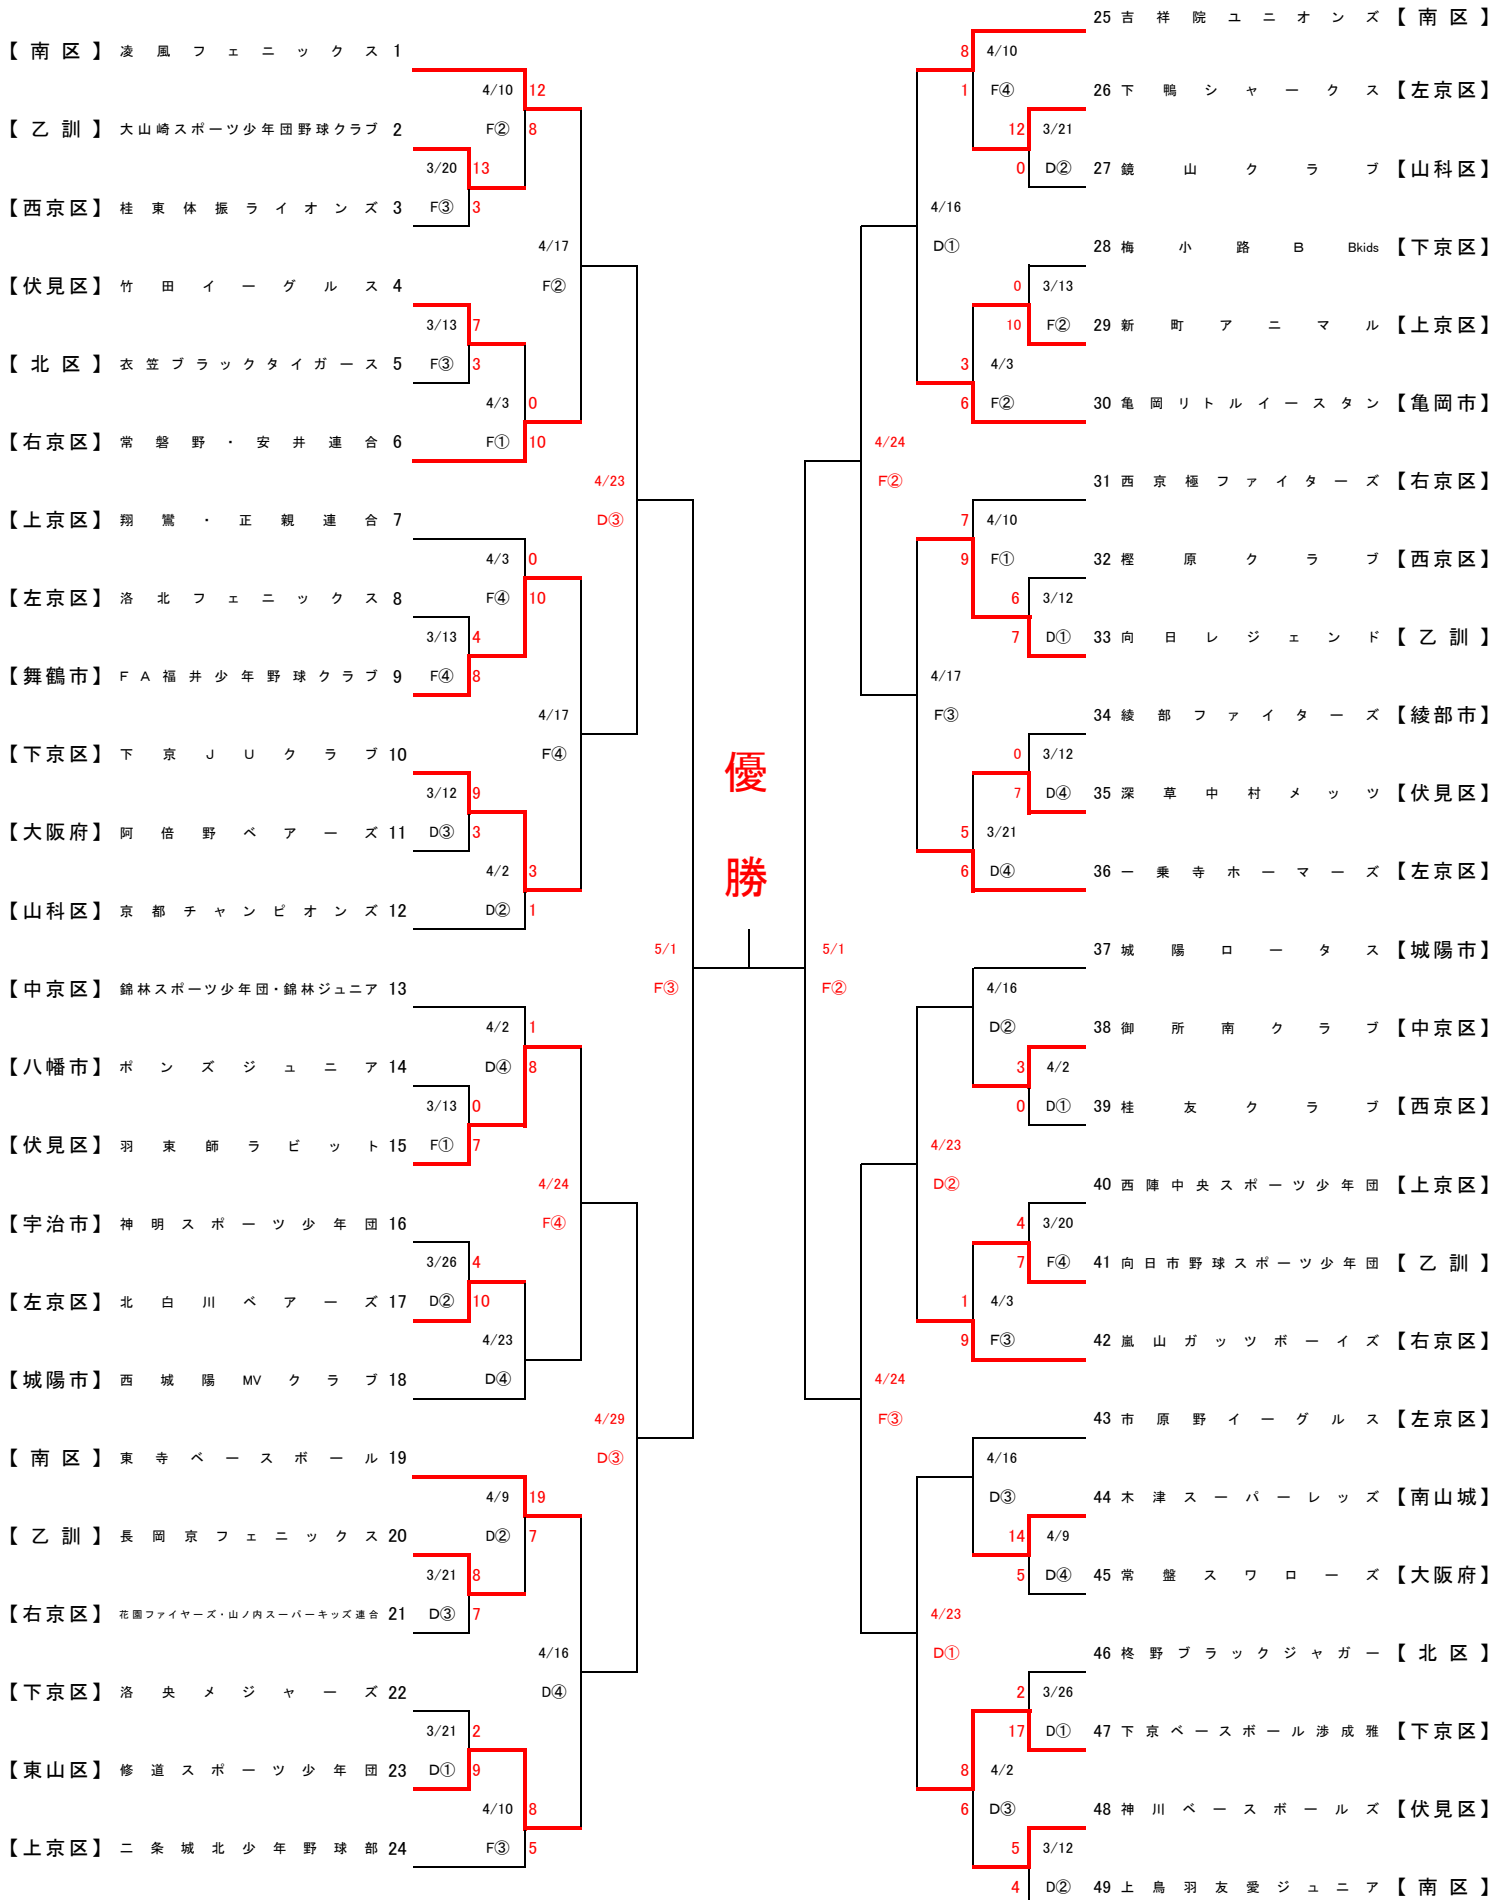 【 南 区 】 凌風フェニックス 1
4/10 12
【 乙 訓 】 大山崎スポーツ少年団野球クラブ 2 F② 8
3/20 13
【西京区】 桂東体振ライオンズ 3 F③ 3
4/17
【伏見区】 竹田イーグルス 4 F②
3/13 7
【 北 区 】 衣笠ブラックタイガース 5 F③ 3
4/3 0
【右京区】 常磐野・安井連合 6 F① 10
4/23
【上京区】 翔鸞・正親連合 7 D③
4/3 0
【左京区】 洛北フェニックス 8 F④ 10
3/13 4
【舞鶴市】 FA福井少年野球クラブ 9 F④ 8
4/17
【下京区】 下京JUクラブ 10 F④
3/12 9
【大阪府】 阿倍野ベアーズ 11 D③ 3
4/2 3
【山科区】 京都チャンピオンズ 12 D② 1
5/1
【中京区】 錦林スポーツ少年団・錦林ジュニア 13 F③
4/2 1
【八幡市】 ポンズジュニア 14 D④ 8
3/13 0
【伏見区】 羽東師ラビット 15 F① 7
4/24
【宇治市】 神明スポーツ少年団 16 F④
3/26 4
【左京区】 北白川ベアーズ 17 D② 10
4/23
【城陽市】 西城陽MVクラブ 18 D④
4/29
【 南 区 】 東寺ベースボール 19 D③
4/9 19
【 乙 訓 】 長岡京フェニックス 20 D② 7
3/21 8
【右京区】 花園ファイヤーズ・山ノ内スーパーキッズ連合 21 D③ 7
4/16
【下京区】 洛央メジャーズ 22 D④
3/21 2
【東山区】 修道スポーツ少年団 23 D① 9
4/10 8
【上京区】 二条城北少年野球部 24 F③ 5
優
勝
25 吉祥院ユニオンズ 【 南 区 】
8 4/10
1 F④ 26 下鴨シャークス 【左京区】
12 3/21
0 D② 27 鏡山クラブ 【山科区】
4/16
D① 28 梅小路B Bkids 【下京区】
0 3/13
10 F② 29 新町アニマル 【上京区】
3 4/3
6 F② 30 亀岡リトルイースタン 【亀岡市】
4/24
F② 31 西京極ファイターズ 【右京区】
7 4/10
9 F① 32 樫原クラブ 【西京区】
6 3/12
7 D① 33 向日レジェンド 【 乙 訓 】
4/17
F③ 34 綾部ファイターズ 【綾部市】
0 3/12
7 D④ 35 深草中村メッツ 【伏見区】
5 3/21
6 D④ 36 一乗寺ホーマーズ 【左京区】
5/1 37 城陽ロータス 【城陽市】
F② 4/16
D② 38 御所南クラブ 【中京区】
3 4/2
0 D① 39 桂友クラブ 【西京区】
4/23
D② 40 西陣中央スポーツ少年団 【上京区】
4 3/20
7 F④ 41 向日市野球スポーツ少年団 【 乙 訓 】
1 4/3
9 F③ 42 嵐山ガッツボーイズ 【右京区】
4/24
F③ 43 市原野イーグルス 【左京区】
4/16
D③ 44 木津スーパーレッズ 【南山城】
14 4/9
5 D④ 45 常盤スワローズ 【大阪府】
4/23
D① 46 柊野ブラックジャガー 【 北 区 】
2 3/26
17 D① 47 下京ベースボール渉成雅 【下京区】
8 4/2
6 D③ 48 神川ベースボールズ 【伏見区】
5 3/12
4 D② 49 上鳥羽友愛ジュニア 【 南 区 】